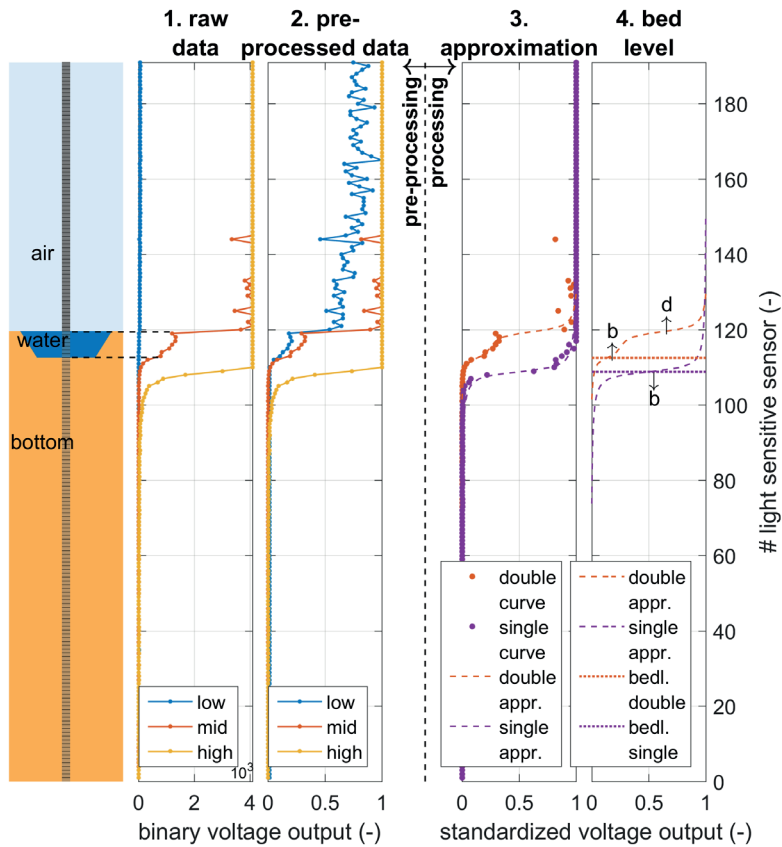 1. raw
data
2. pre-
processed data
3.
approximation
4. bed
level
pre-processing
processing
air
water
bottom
d
b
b
low
mid
high
10³
low
mid
high
double
curve
single
curve
double
appr.
single
appr.
double
appr.
single
appr.
bedl.
double
bedl.
single
180
160
140
120
100
80
60
40
20
0
# light sensitive sensor (-)
0 2 4
0 0.5 1
0 0.5 1
0 0.5 1
binary voltage output (-)
standardized voltage output (-)